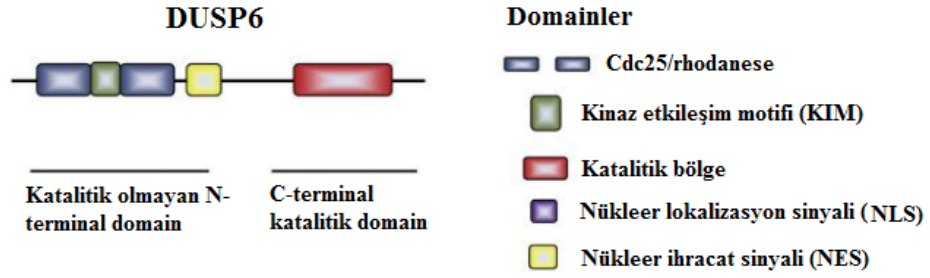 DUSP6
Katalitik olmayan N-
terminal domain
C-terminal
katalitik domain
Domainler
Cdc25/rhodanese
Kinaz etkileşim motifi (KIM)
Katalitik bölge
Nükleer lokalizasyon sinyali (NLS)
Nükleer ihracat sinyali (NES)